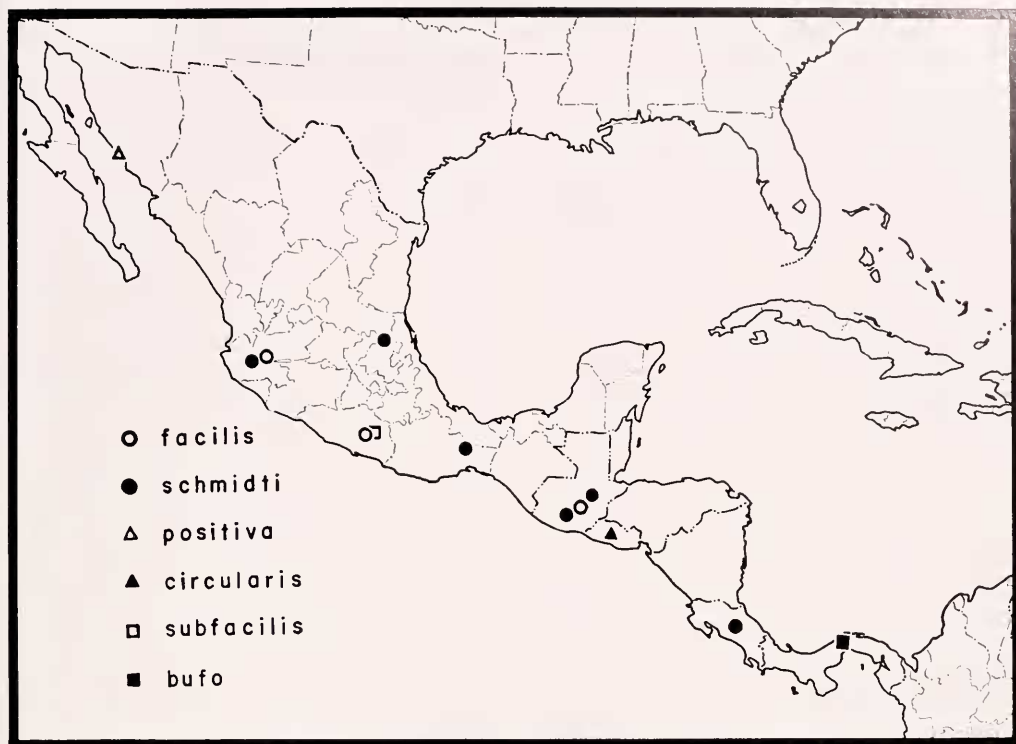 facilis
schmidti
positiva
circularis
subfacilis
bufo